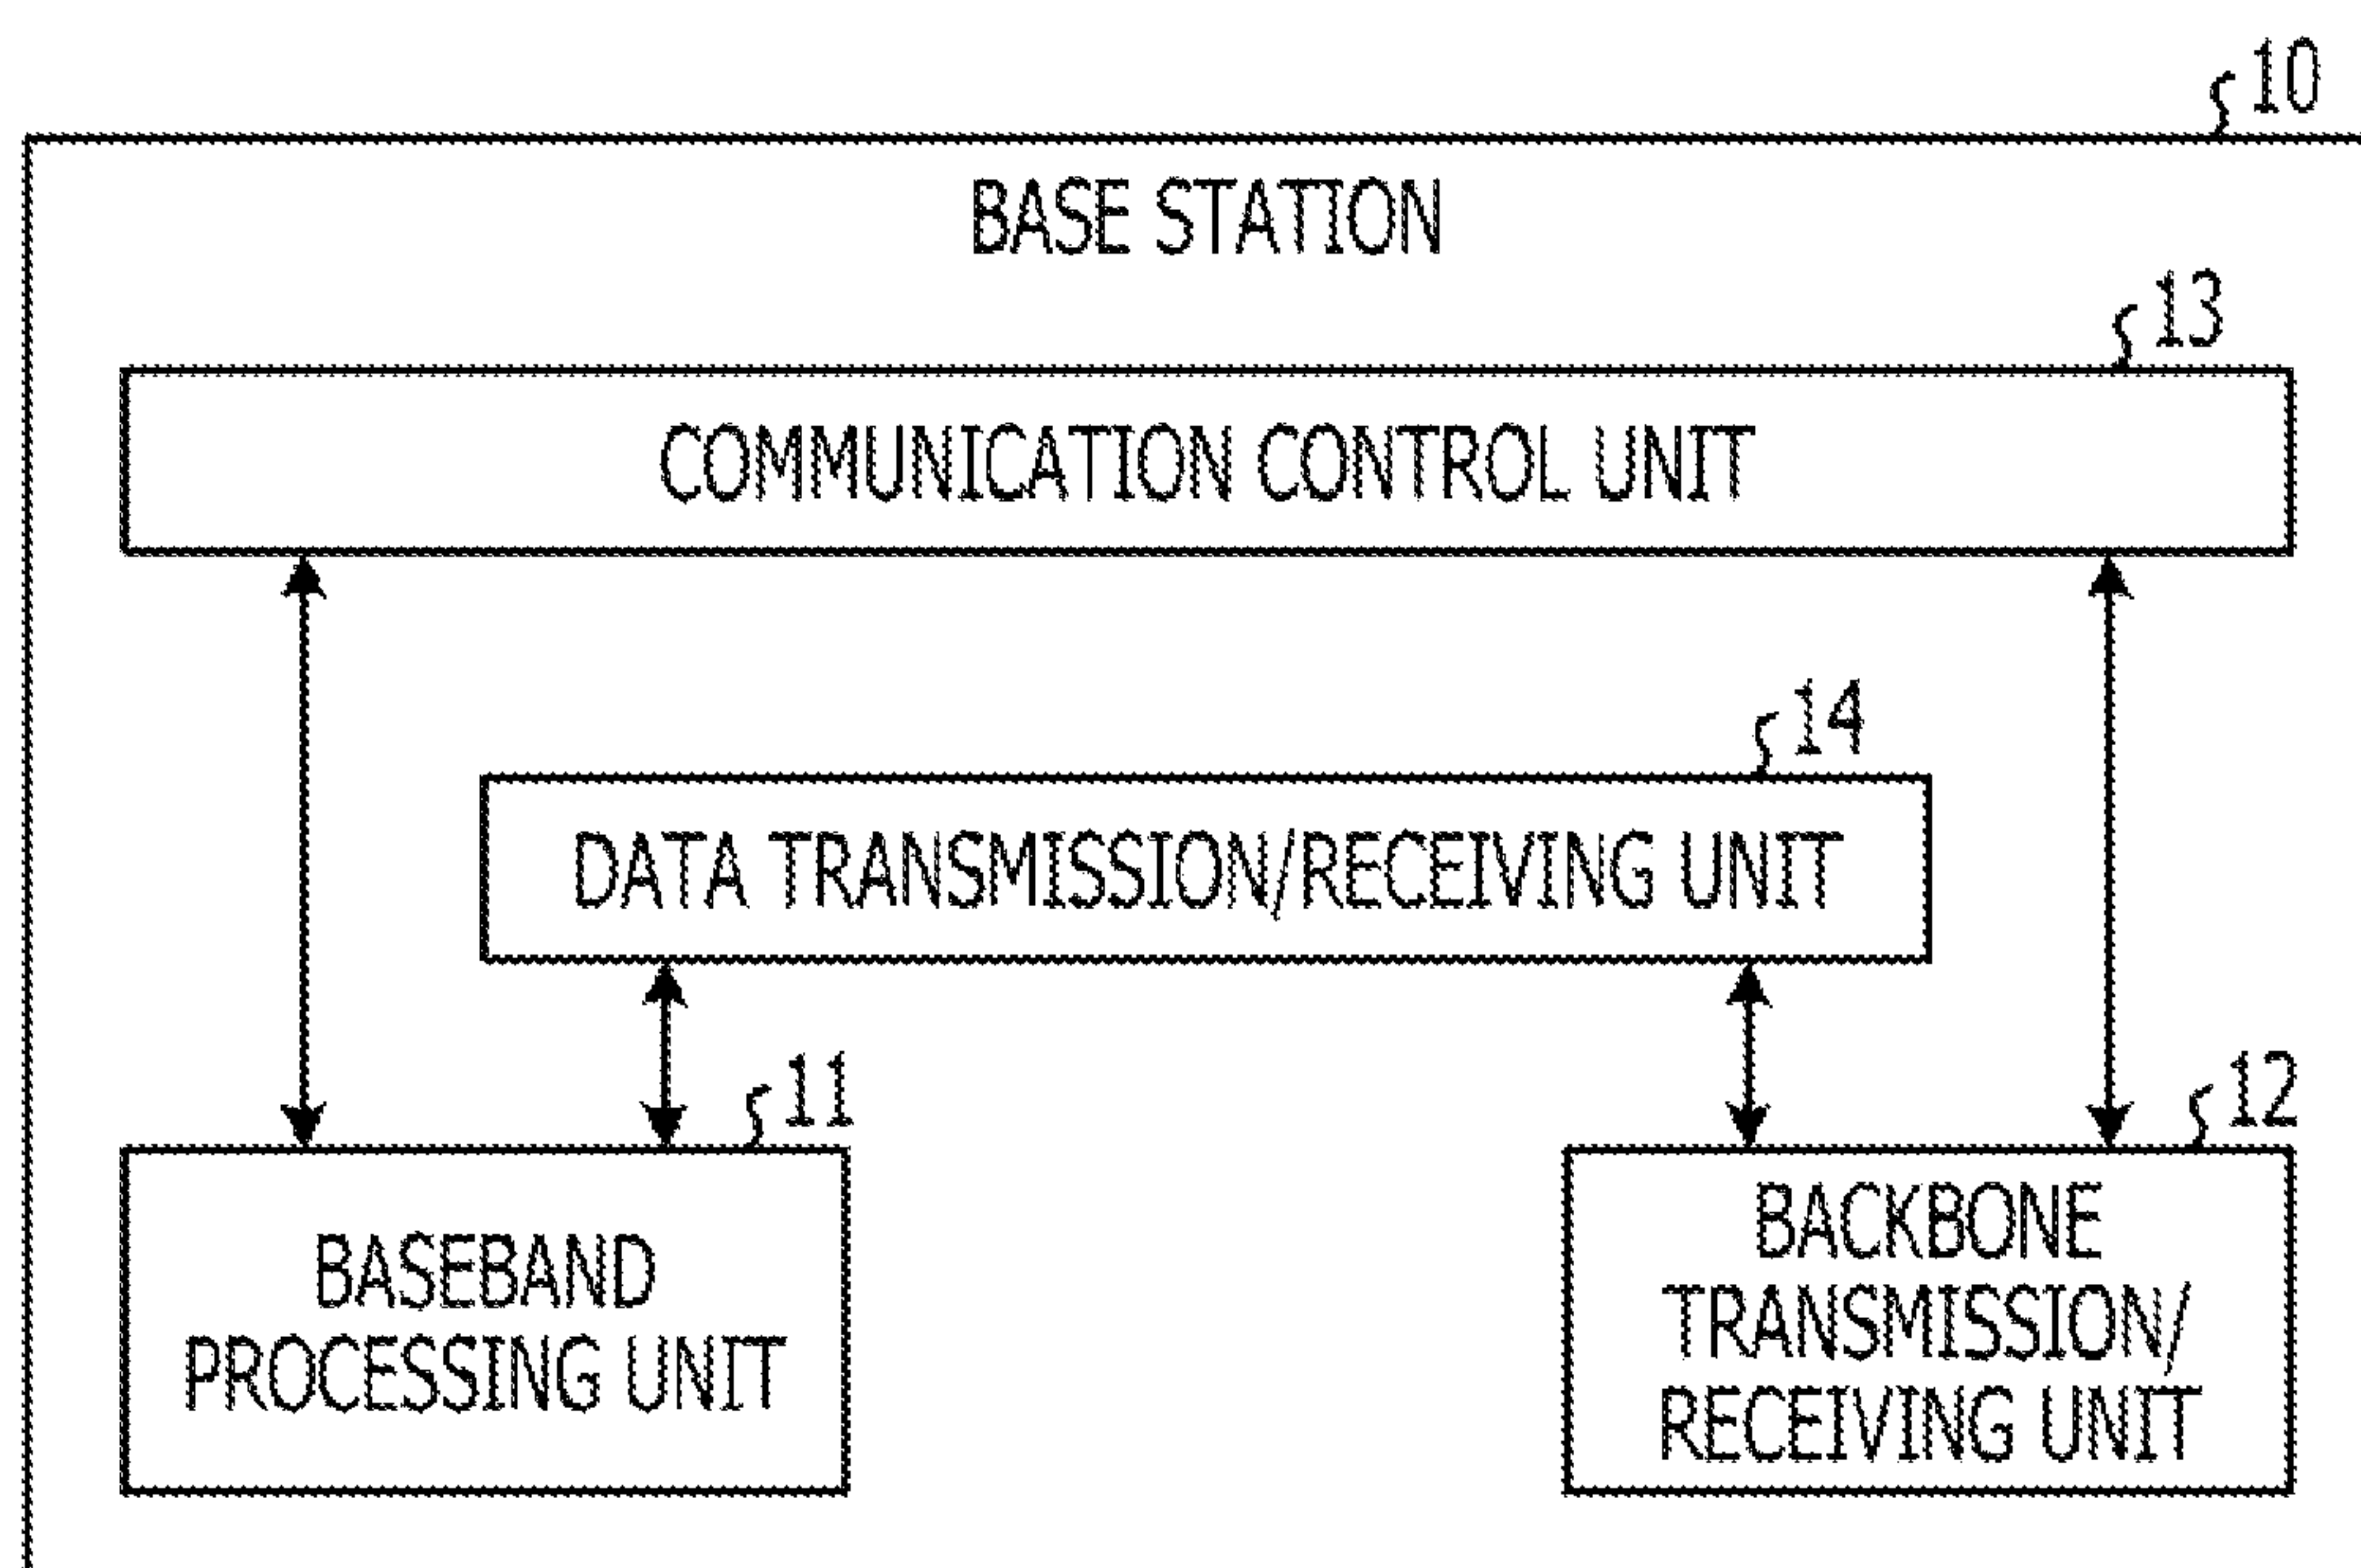 10
BASE STATION
13
COMMUNICATION CONTROL UNIT
14
DATA TRANSMISSION/RECEIVING UNIT
11
12
BASEBAND
PROCESSING UNIT
BACKBONE
TRANSMISSION/
RECEIVING UNIT